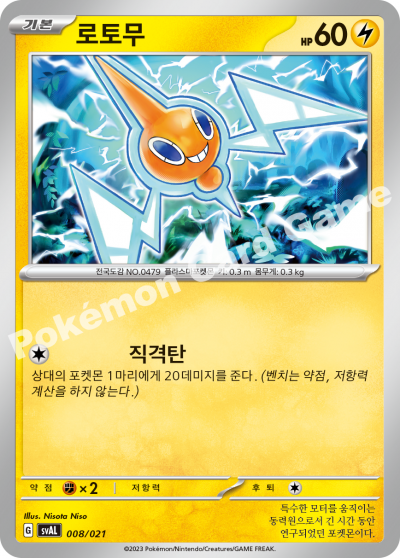 기본 로토무 HP 60
전국도감 NO.0479 플라스마포켓몬 키: 0.3 m 몸무게: 0.3 kg
Pokémon Card Game
직격탄
상대의 포켓몬 1마리에게 20데미지를 준다. (벤치는 약점, 저항력
계산을 하지 않는다.)
약점 ×2 저항력 후퇴
Illus. Nisota Niso
G svAL 008/021
특수한 모터를 움직이는
동력원으로서 긴 시간 동안
연구되었던 포켓몬이다.
©2023 Pokémon/Nintendo/Creatures/GAME FREAK.